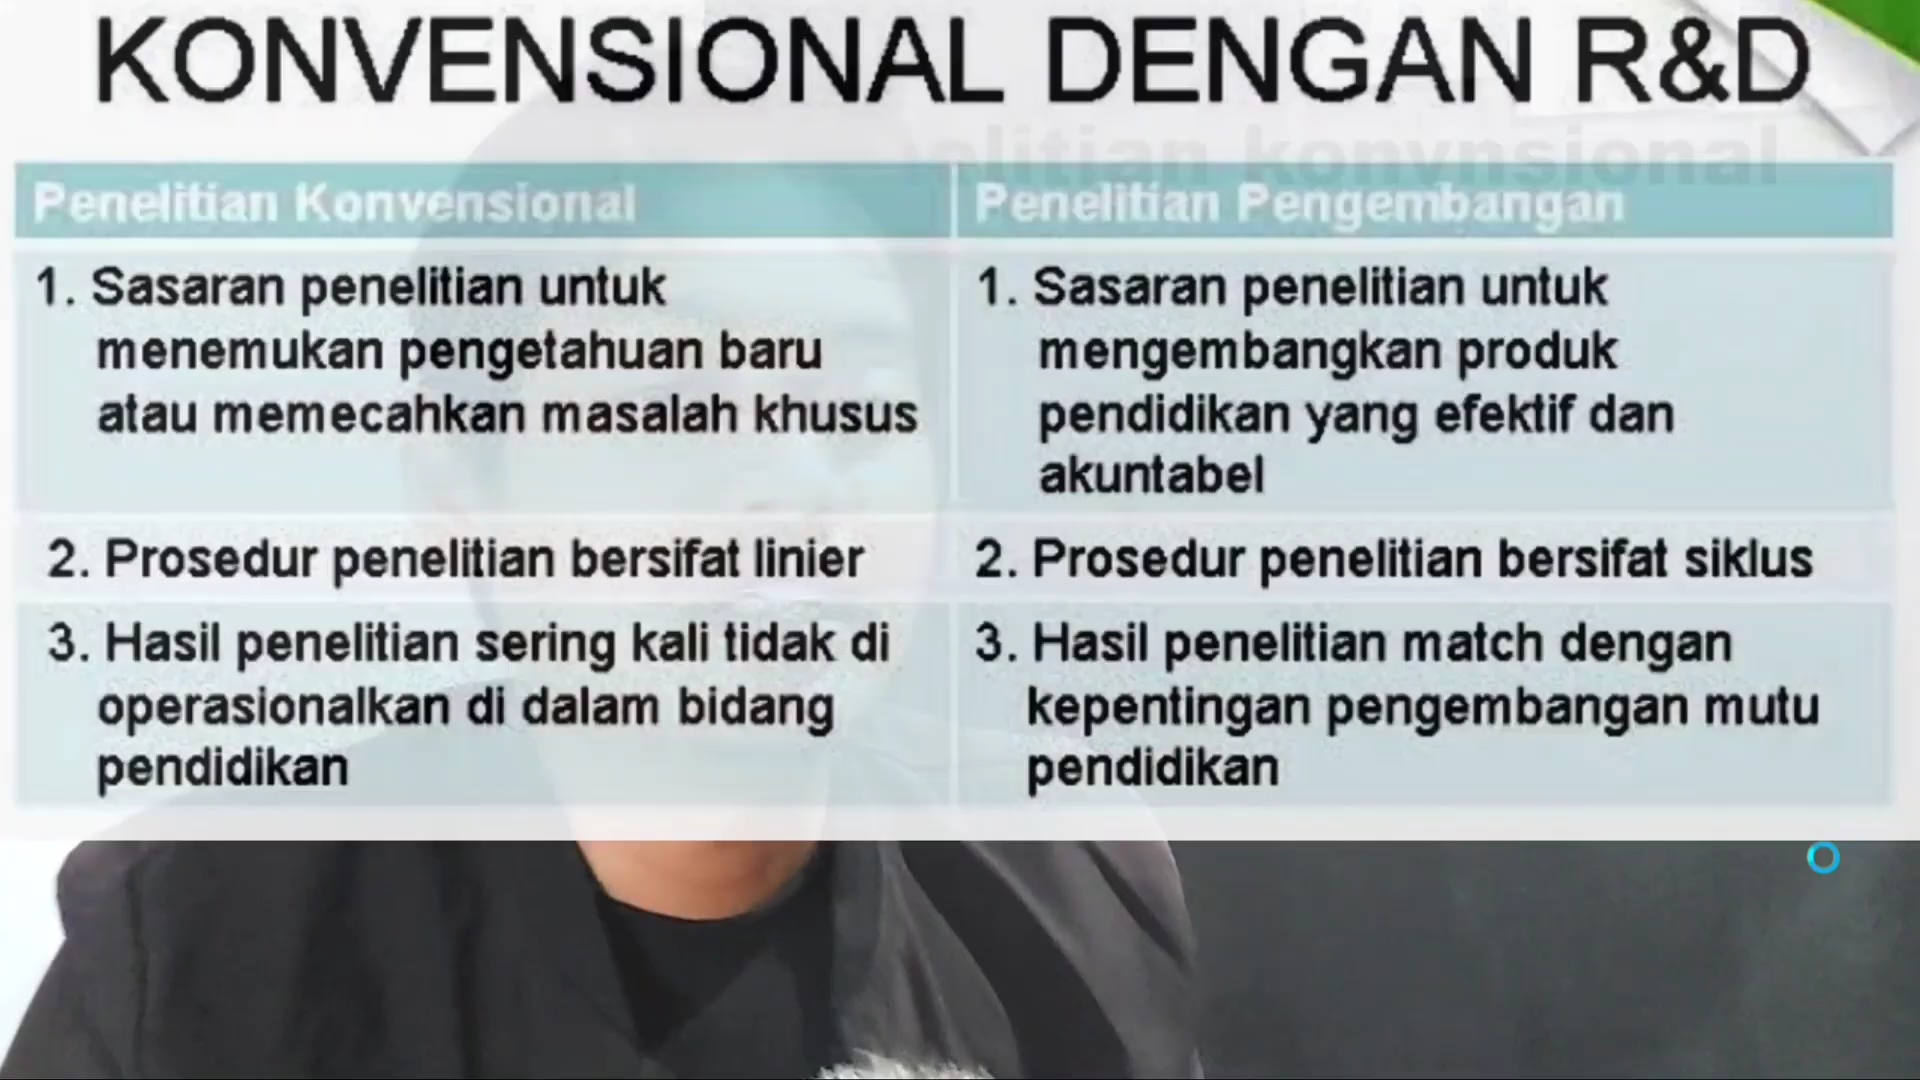 KONVENSIONAL DENGAN R&D
konvnsional
Penelitian Konvensional
Penelitian Pengembangan
1. Sasaran penelitian untuk
menemukan pengetahuan baru
atau memecahkan masalah khusus
1. Sasaran penelitian untuk
mengembangkan produk
pendidikan yang efektif dan
akuntabel
2. Prosedur penelitian bersifat linier
2. Prosedur penelitian bersifat siklus
3. Hasil penelitian sering kali tidak di
operasionalkan di dalam bidang
pendidikan
3. Hasil penelitian match dengan
kepentingan pengembangan mutu
pendidikan